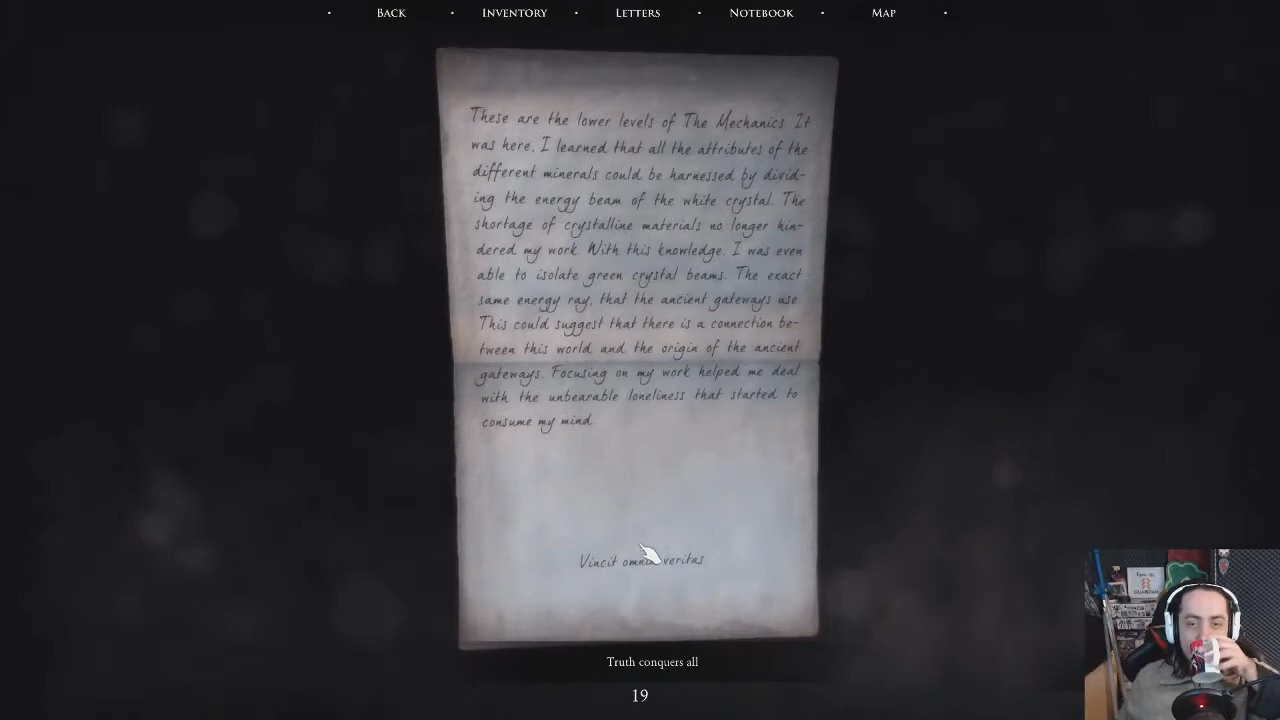 BACK INVENTORY LETTERS NOTEBOOK MAP
These are the lower levels of The Mechanics. It
was here, I learned that all the attributes of the
different minerals could be harnessed by divid-
ing the energy beam of the white crystal. The
shortage of crystalline materials no longer hin-
dered my work. With this knowledge, I was even
able to isolate green crystal beams. The exact
same energy ray, that the ancient gateways use.
This could suggest that there is a connection be-
tween this world and the origin of the ancient
gateways. Focusing on my work helped me deal
with the unbearable loneliness that started to
consume my mind.
Vincit veritas
Truth conquers all
19
GUARDIAN